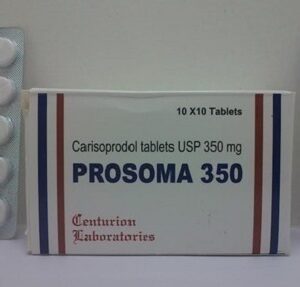 10 X10 Tablets
Carisoprodol tablets USP 350 mg
PROSOMA 350
Centurion
Laboratories